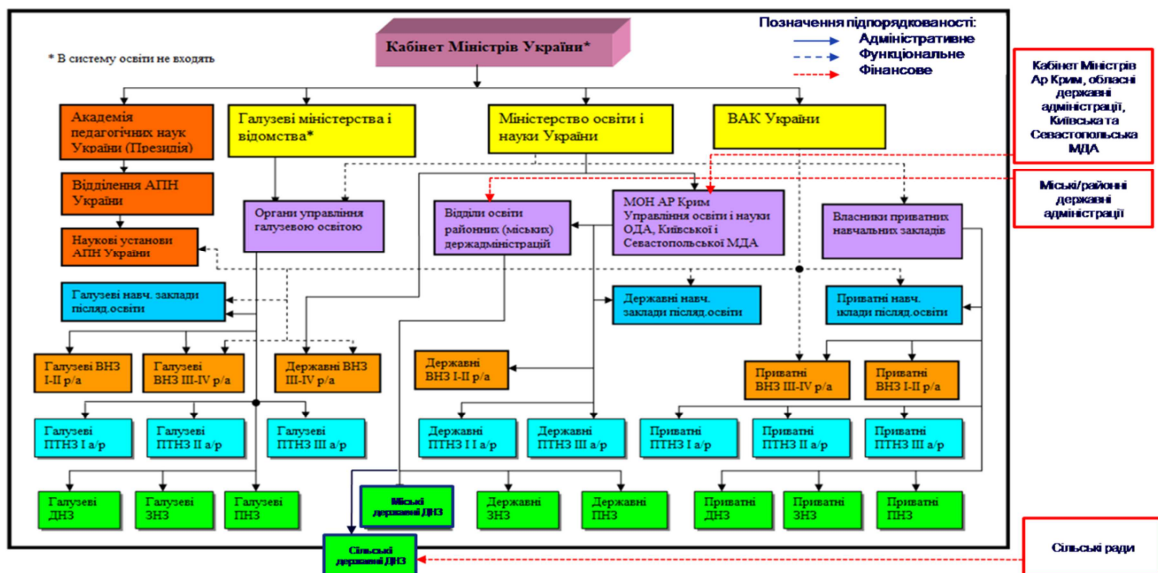 Позначення підпорядкованості:
Адміністративне
Функціональне
Фінансове
Кабінет Міністрів України*
* В систему освіти не входять
Кабінет Міністрів
Ар Крим, обласні
державні
адміністрації,
Київська та
Севастопольська
МДА
Академія
педагогічних наук
України (Президія)
Галузеві міністерства і
відомства*
Міністерство освіти і
науки України
ВАК України
Міські/районні
державні
адміністрації
Відділення АПН
України
Органи управління
галузевою освітою
Відділи освіти
районних (міських)
держадміністрацій
МОН АР Крим
Управління освіти і науки
ОДА, Київської і
Севастопольської МДА
Власники приватних
навчальних закладів
Наукові установи
АПН України
Галузеві навч. заклади
післяд.освіти
Державні навч.
заклади післяд.освіти
Приватні навч.
іклади післяд.освіти
Галузеві ВНЗ
І-ІІ р/а
Галузеві
ВНЗ ІІІ-ІV р/а
Державні ВНЗ
ІІІ-ІV р/а
Державні
ВНЗ І-ІІ р/а
Приватні
ВНЗ ІІІ-ІV р/а
Приватні
ВНЗ І-ІІ р/а
Галузеві
ПТНЗ І а/р
Галузеві
ПТНЗ ІІ а/р
Галузеві
ПТНЗ ІІІ а/р
Державні
ПТНЗ І І а/р
Державні
ПТНЗ ІІІ а/р
Приватні
ПТНЗ І а/р
Приватні
ПТНЗ ІІ а/р
Приватні
ПТНЗ ІІІ а/р
Галузеві
ДНЗ
Галузеві
ЗНЗ
Галузеві
ПНЗ
Міські
державні ДНЗ
Державні
ЗНЗ
Державні
ПНЗ
Приватні
ДНЗ
Приватні
ЗНЗ
Приватні
ПНЗ
Сільські
державні ДНЗ
Сільські ради